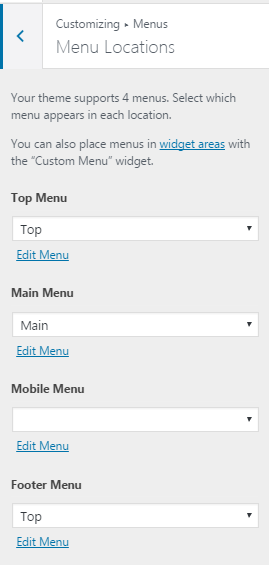 Customizing ▸ Menus
Menu Locations
Your theme supports 4 menus. Select which
menu appears in each location.
You can also place menus in widget areas with
the “Custom Menu” widget.
Top Menu
Top
Edit Menu
Main Menu
Main
Edit Menu
Mobile Menu
Edit Menu
Footer Menu
Top
Edit Menu